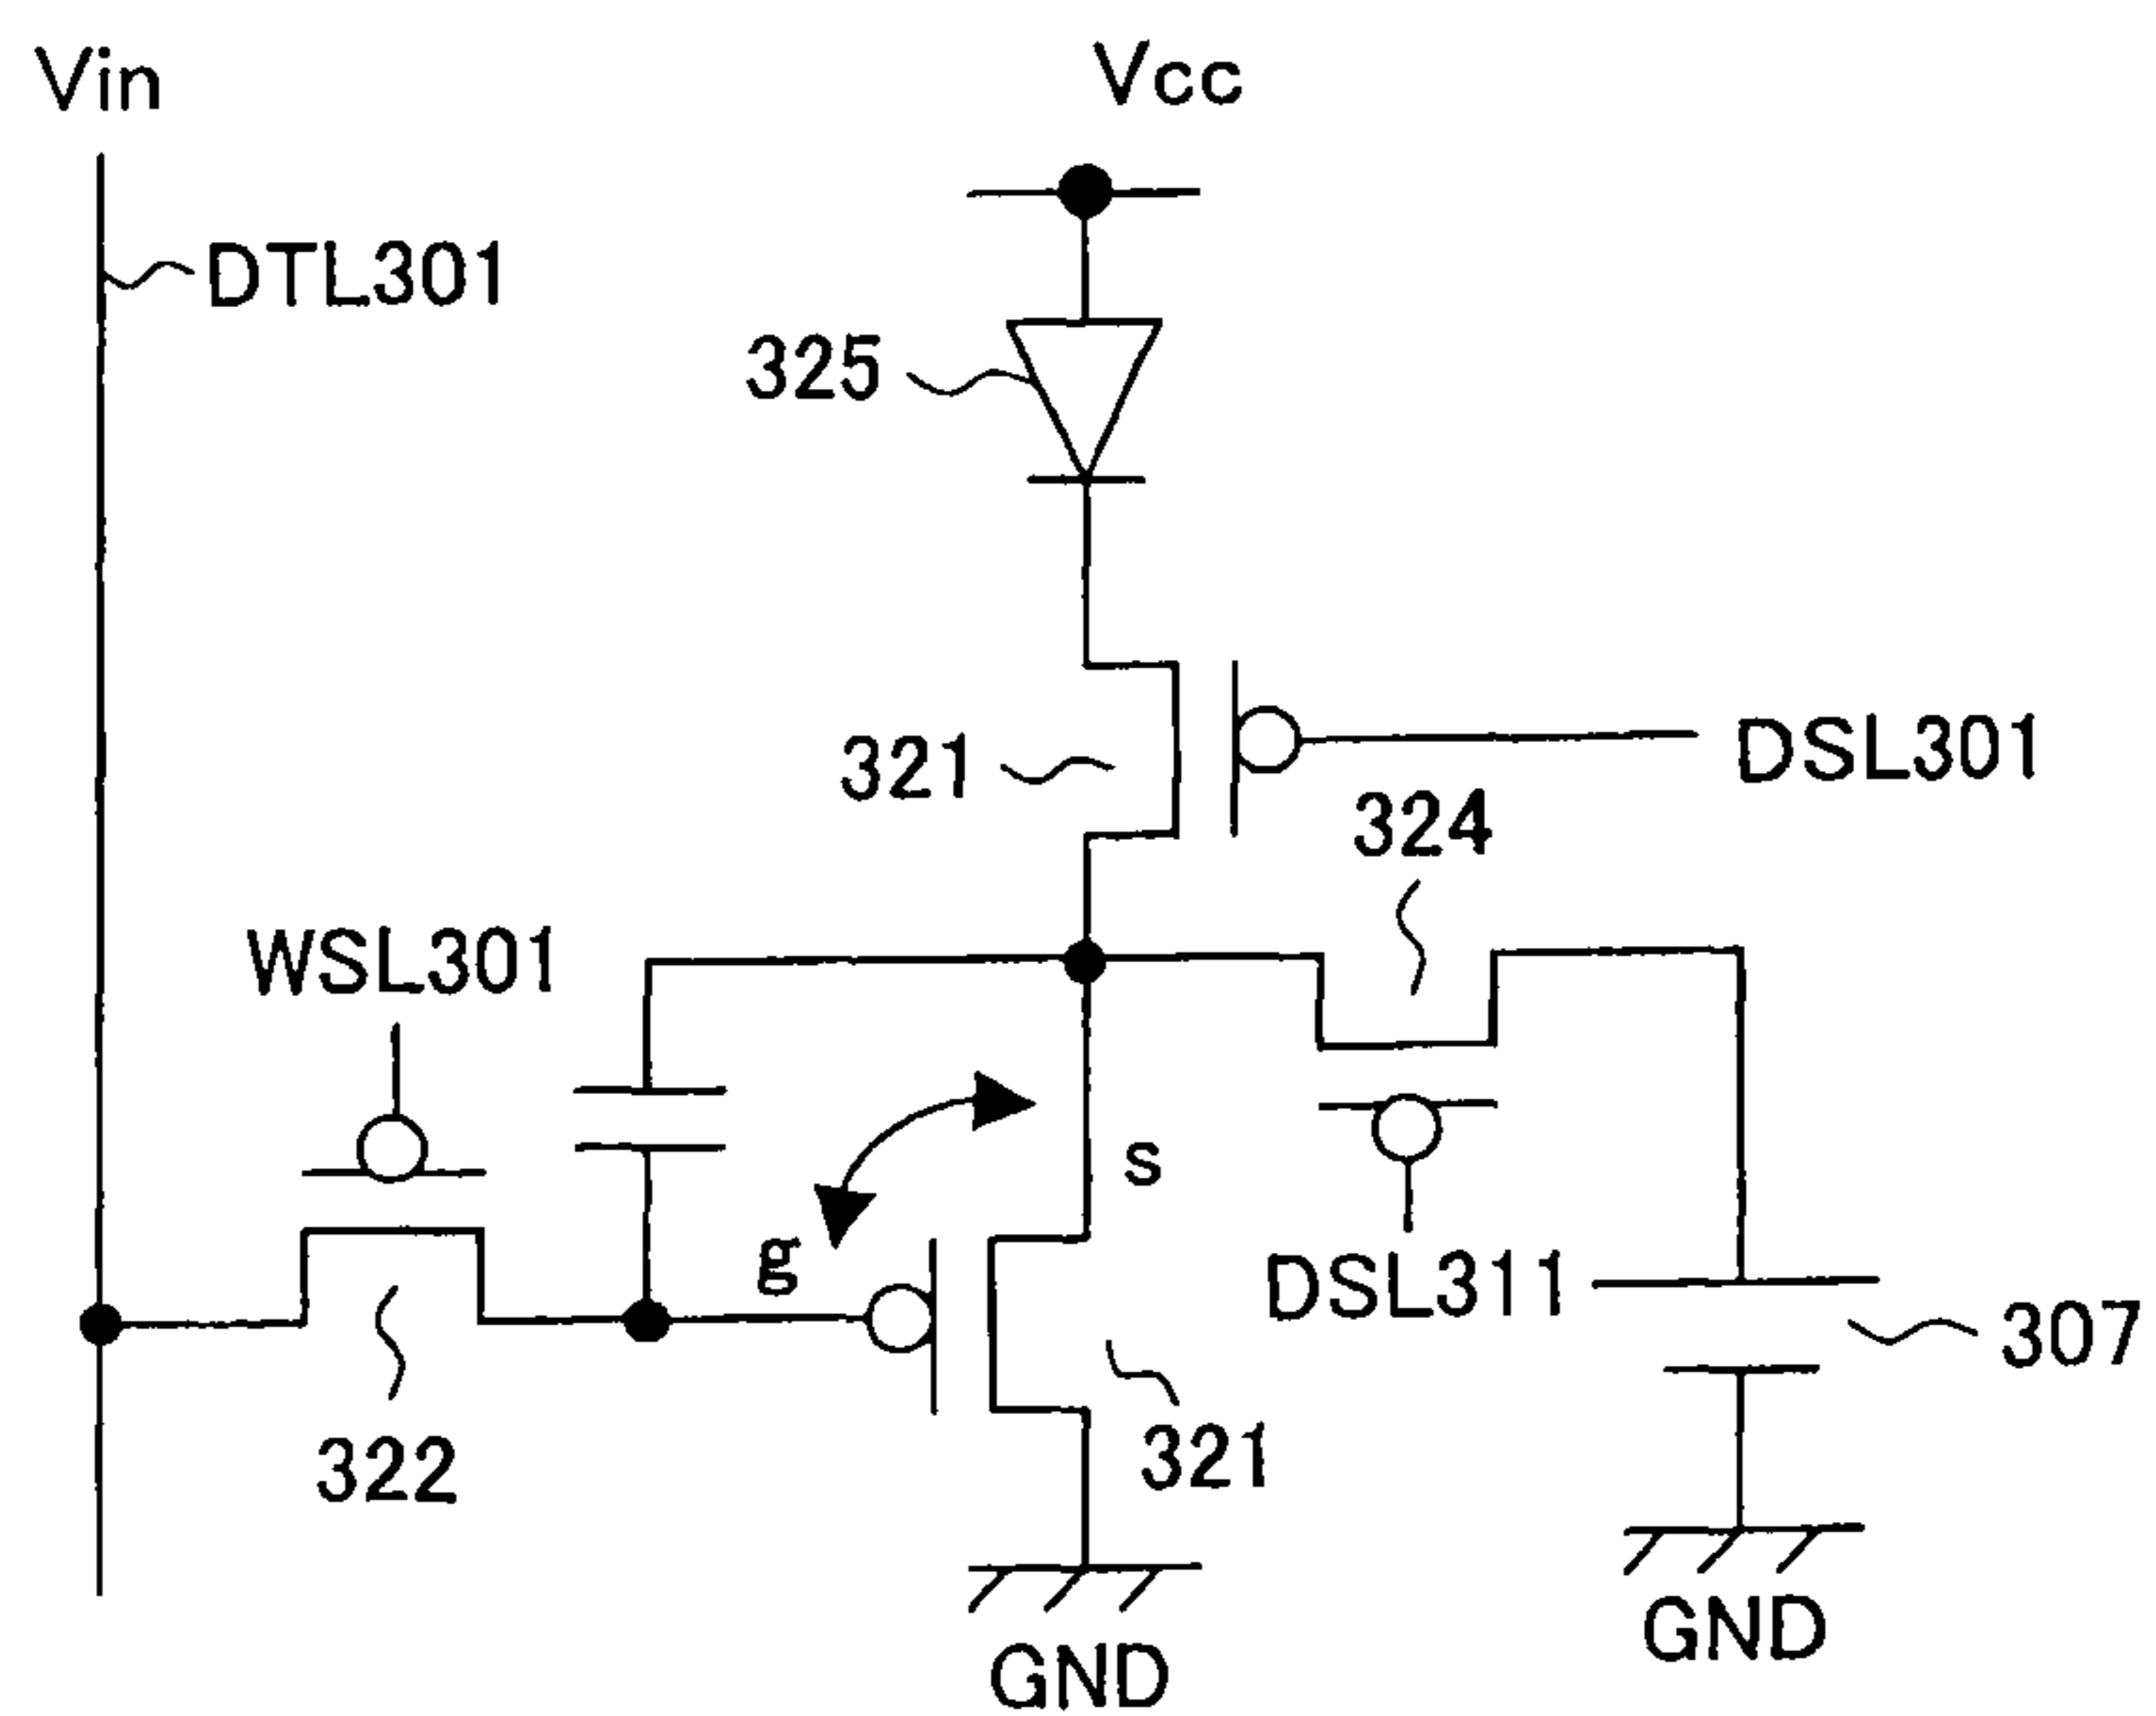 Vin
Vcc
DTL301
325
321
DSL301
324
WSL301
s
g
DSL311
307
322
321
GND
GND